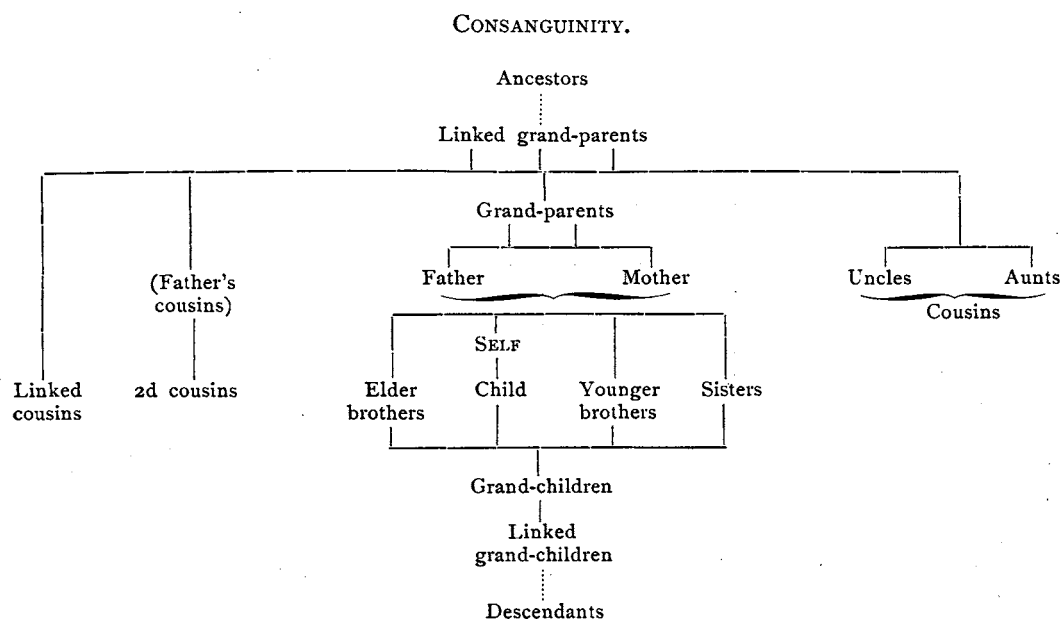 CONSANGUINITY.
Ancestors
Linked grand-parents
Grand-parents
Father Mother Uncles Aunts
(Father's
cousins)
Cousins
SELF
Linked
cousins
2d cousins
Elder
brothers
Child
Younger
brothers
Sisters
Grand-children
Linked
grand-children
Descendants